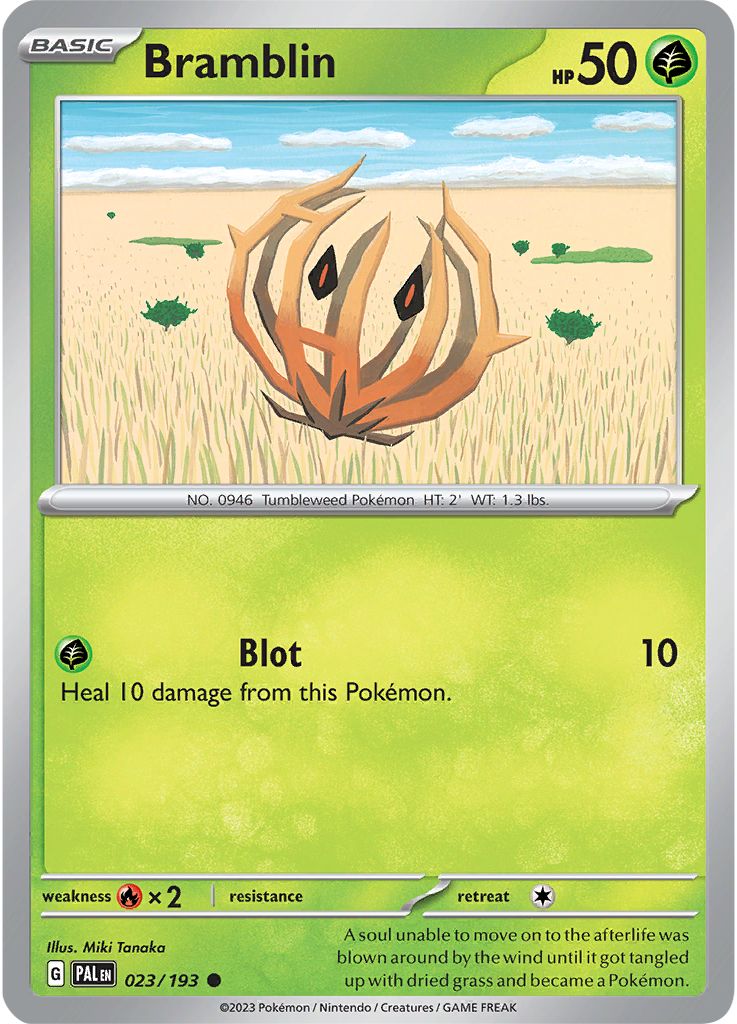 BASIC
Bramblin
HP 50
NO. 0946 Tumbleweed Pokémon HT: 2' WT: 1.3 lbs.
Blot 10
Heal 10 damage from this Pokémon.
weakness ×2 resistance retreat
Illus. Miki Tanaka
G PAL EN 023/193
A soul unable to move on to the afterlife was
blown around by the wind until it got tangled
up with dried grass and became a Pokémon.
©2023 Pokémon / Nintendo / Creatures / GAME FREAK